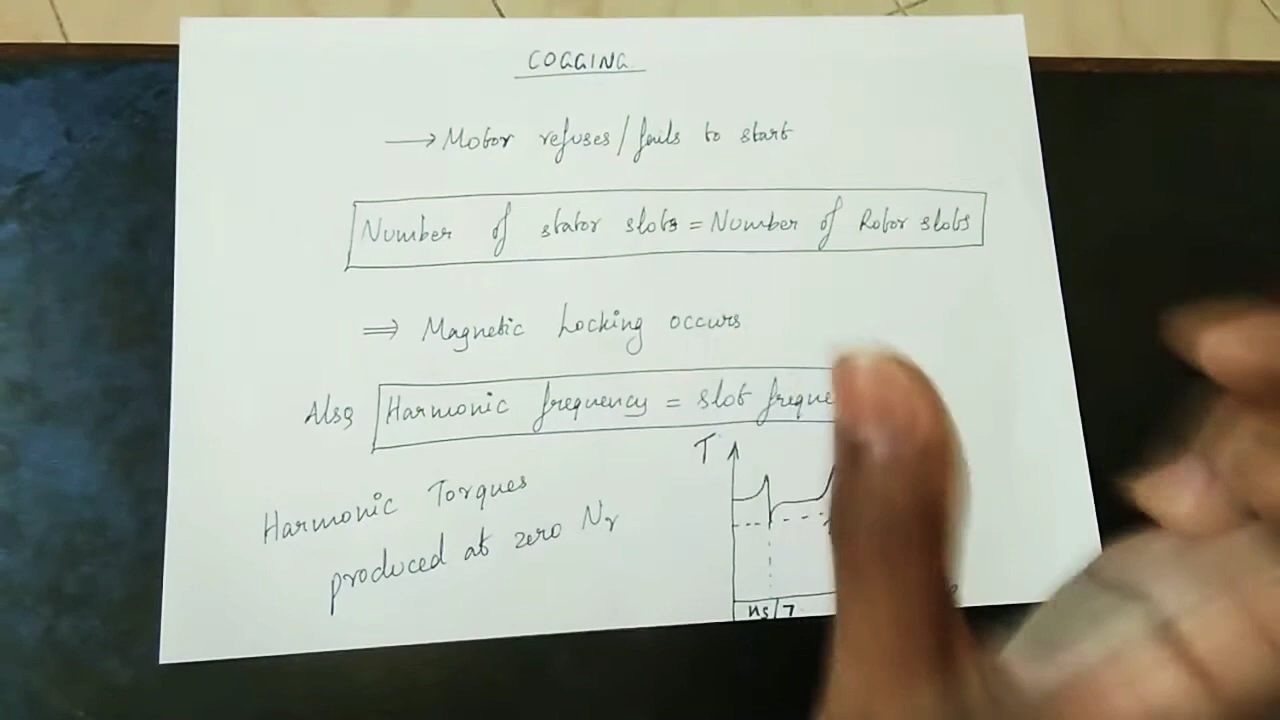 COGGING
→ Motor refuses/fails to start
Number of stator slots = Number of Rotor slots
⇒ Magnetic Locking occurs
Also Harmonic frequency = slot freque
T
Harmonic Torques
produced at zero Nr
ns/7